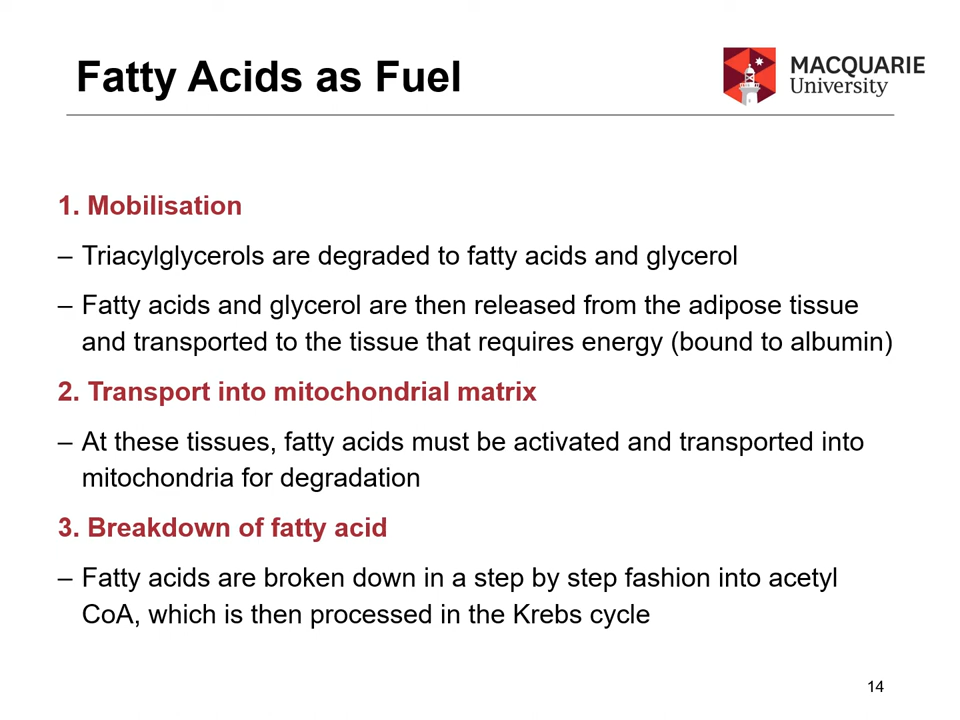 Fatty Acids as Fuel
MACQUARIE
University
1. Mobilisation
– Triacylglycerols are degraded to fatty acids and glycerol
– Fatty acids and glycerol are then released from the adipose tissue
and transported to the tissue that requires energy (bound to albumin)
2. Transport into mitochondrial matrix
– At these tissues, fatty acids must be activated and transported into
mitochondria for degradation
3. Breakdown of fatty acid
– Fatty acids are broken down in a step by step fashion into acetyl
CoA, which is then processed in the Krebs cycle
14